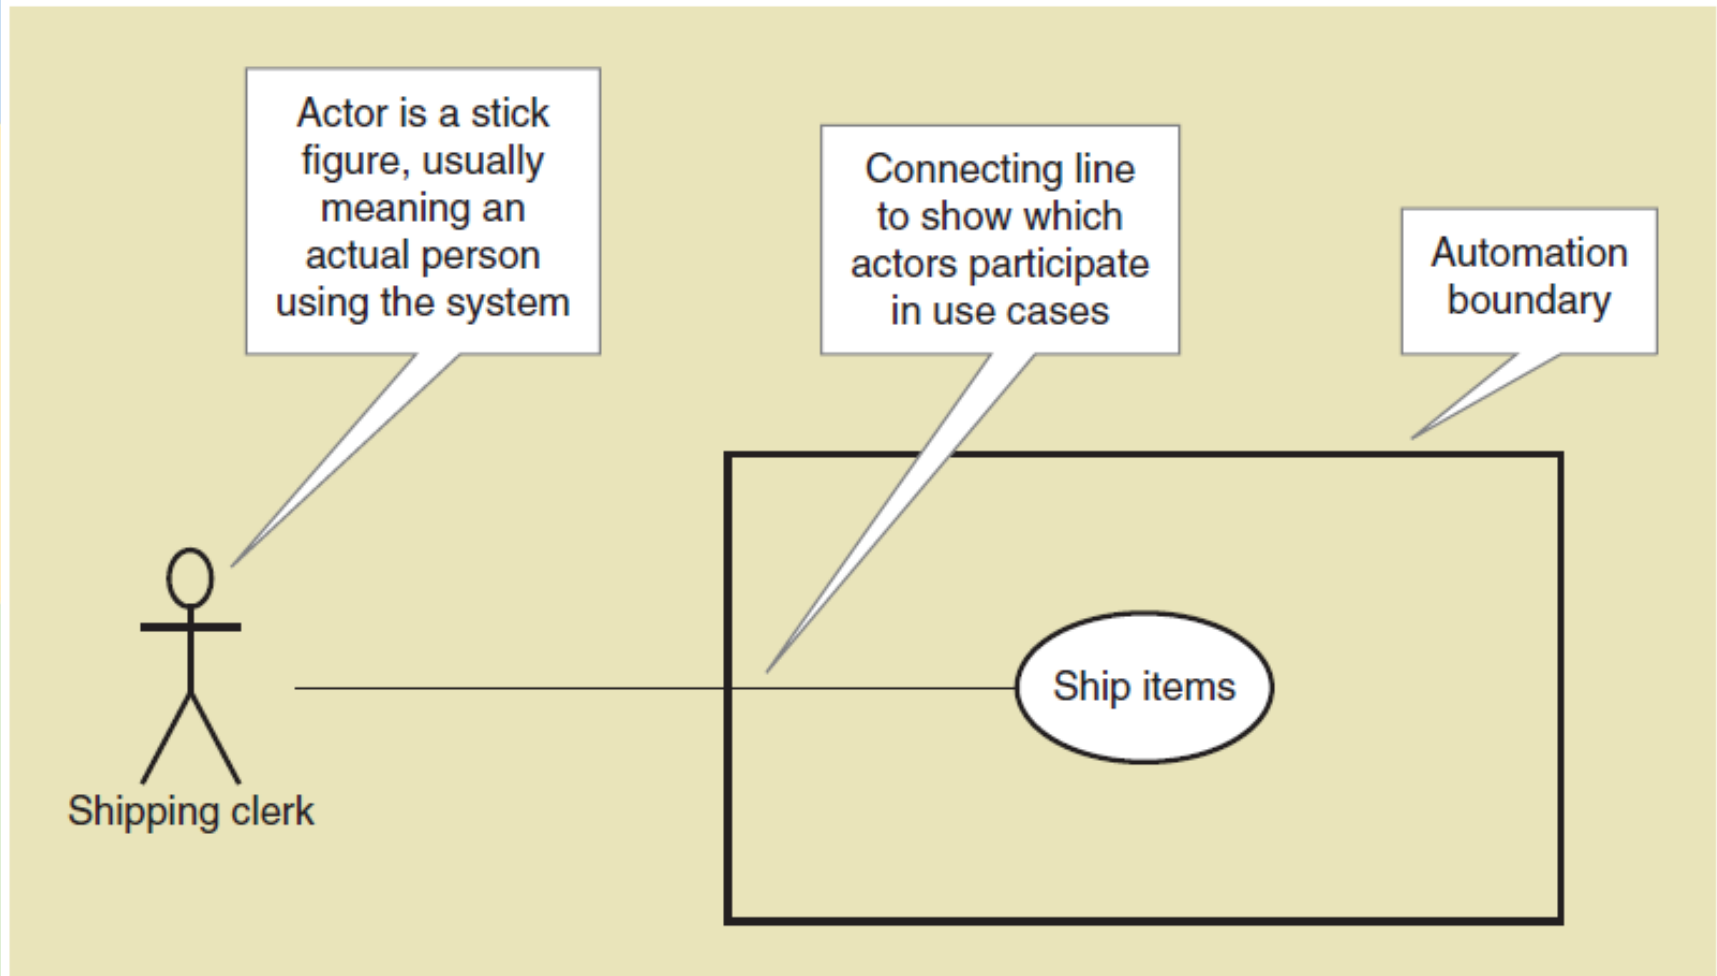 Actor is a stick
figure, usually
meaning an
actual person
using the system
Connecting line
to show which
actors participate
in use cases
Automation
boundary
Ship items
Shipping clerk